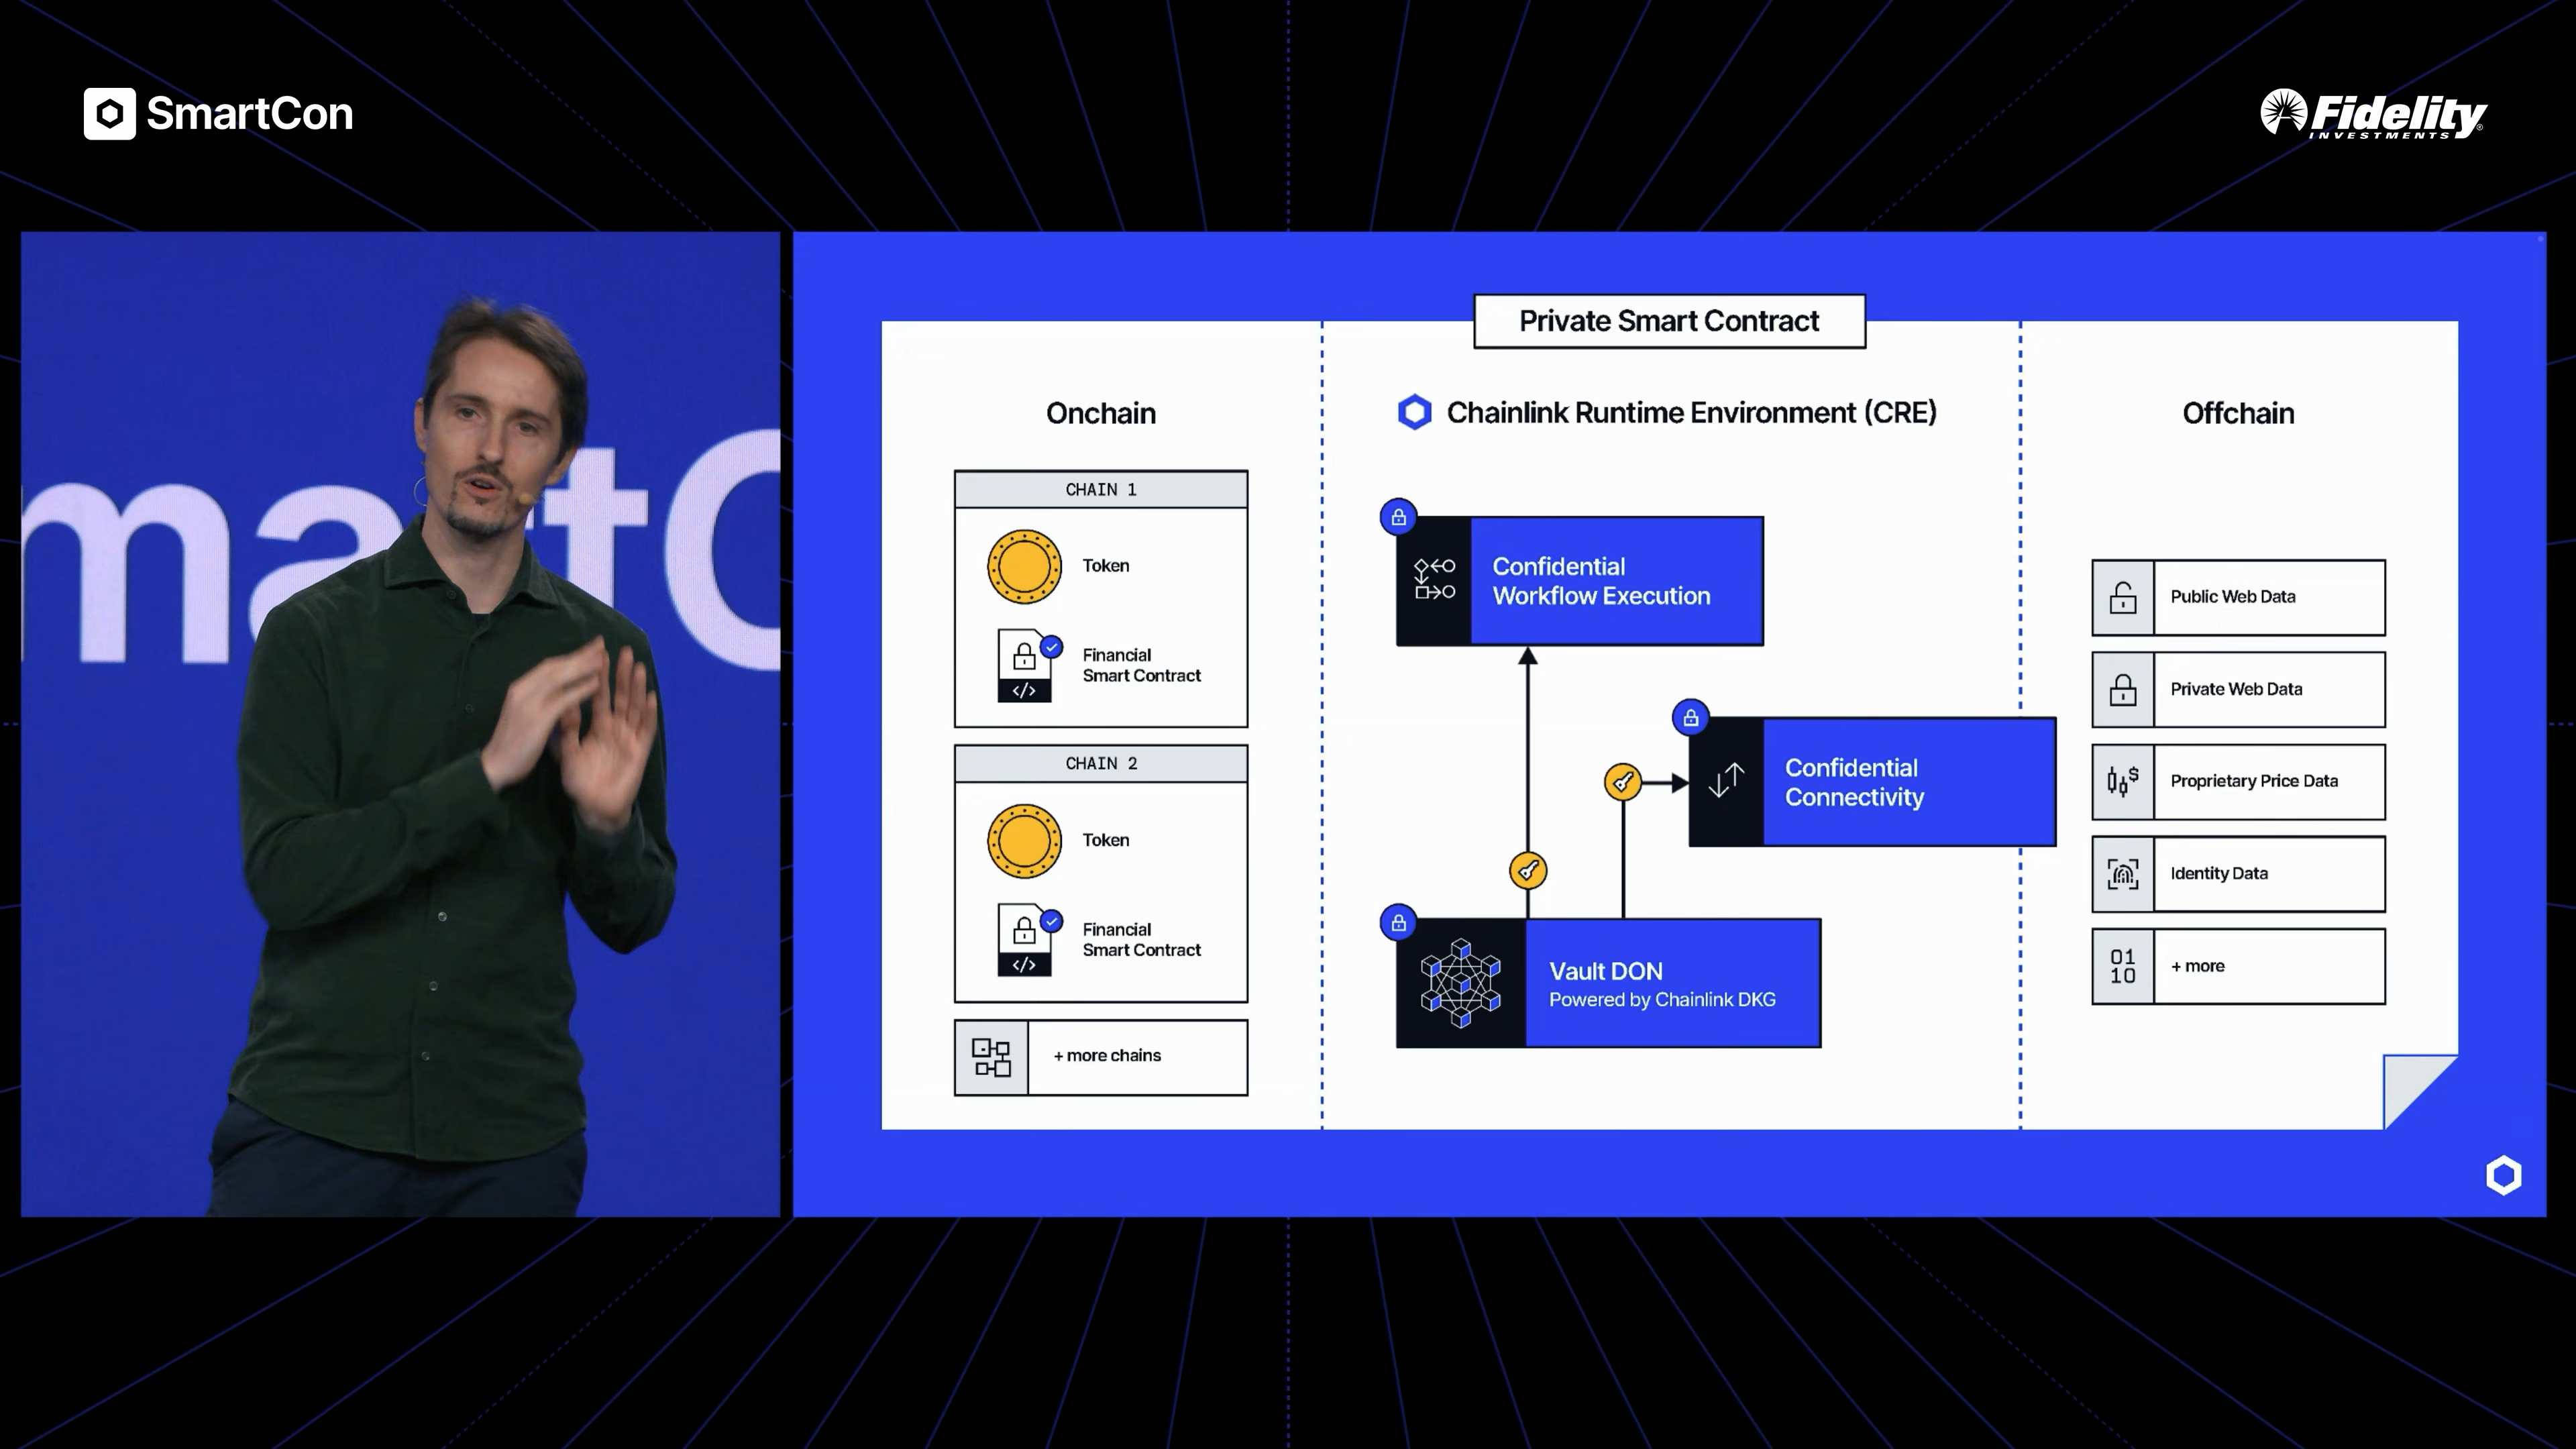 SmartCon
Fidelity
INVESTMENTS
martC
Private Smart Contract
Onchain
Chainlink Runtime Environment (CRE)
Offchain
CHAIN 1
Token
Financial
Smart Contract
</>
CHAIN 2
Token
Financial
Smart Contract
</>
+ more chains
Confidential
Workflow Execution
Confidential
Connectivity
Vault DON
Powered by Chainlink DKG
Public Web Data
Private Web Data
$
Proprietary Price Data
Identity Data
01
10
+ more